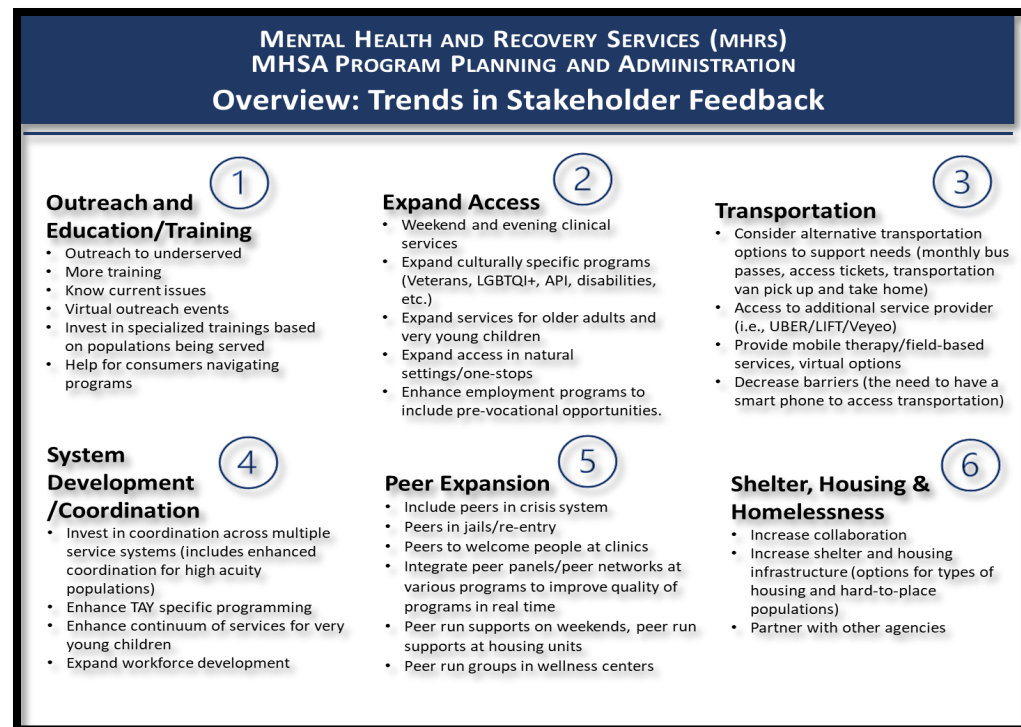 MENTAL HEALTH AND RECOVERY SERVICES (MHRS)
MHSA PROGRAM PLANNING AND ADMINISTRATION
Overview: Trends in Stakeholder Feedback
1
Outreach and
Education/Training
• Outreach to underserved
• More training
• Know current issues
• Virtual outreach events
• Invest in specialized trainings based
on populations being served
• Help for consumers navigating
programs
2
Expand Access
• Weekend and evening clinical
services
• Expand culturally specific programs
(Veterans, LGBTQI+, API, disabilities,
etc.)
• Expand services for older adults and
very young children
• Expand access in natural
settings/one-stops
• Enhance employment programs to
include pre-vocational opportunities.
3
Transportation
• Consider alternative transportation
options to support needs (monthly bus
passes, access tickets, transportation
van pick up and take home)
• Access to additional service provider
(i.e., UBER/LIFT/Veyeo)
• Provide mobile therapy/field-based
services, virtual options
• Decrease barriers (the need to have a
smart phone to access transportation)
4
System
Development
/Coordination
• Invest in coordination across multiple
service systems (includes enhanced
coordination for high acuity
populations)
• Enhance TAY specific programming
• Enhance continuum of services for very
young children
• Expand workforce development
5
Peer Expansion
• Include peers in crisis system
• Peers in jails/re-entry
• Peers to welcome people at clinics
• Integrate peer panels/peer networks at
various programs to improve quality of
programs in real time
• Peer run supports on weekends, peer run
supports at housing units
• Peer run groups in wellness centers
6
Shelter, Housing &
Homelessness
• Increase collaboration
• Increase shelter and housing
infrastructure (options for types of
housing and hard-to-place
populations)
• Partner with other agencies